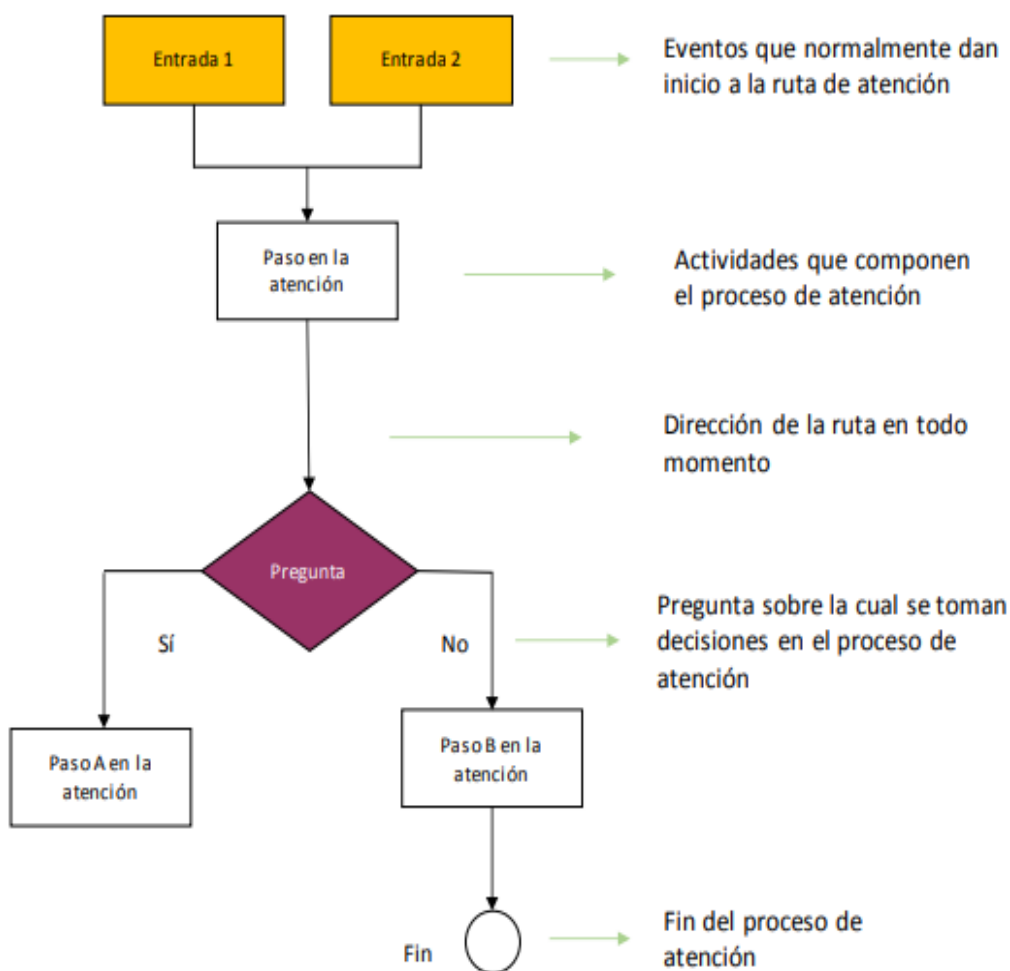 Entrada 1
Entrada 2
Eventos que normalmente dan
inicio a la ruta de atención
Paso en la
atención
Actividades que componen
el proceso de atención
Dirección de la ruta en todo
momento
Pregunta
Sí
No
Pregunta sobre la cual se toman
decisiones en el proceso de
atención
Paso A en la
atención
Paso B en la
atención
Fin
Fin del proceso de
atención